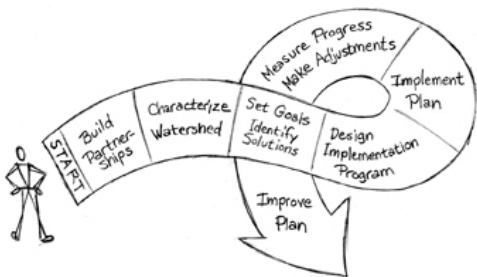 START
Build
Partner-
ships
Characterize
Watershed
Set Goals
Identify
Solutions
Design
Implementation
Program
Implement
Plan
Measure Progress
Make Adjustments
Improve
Plan